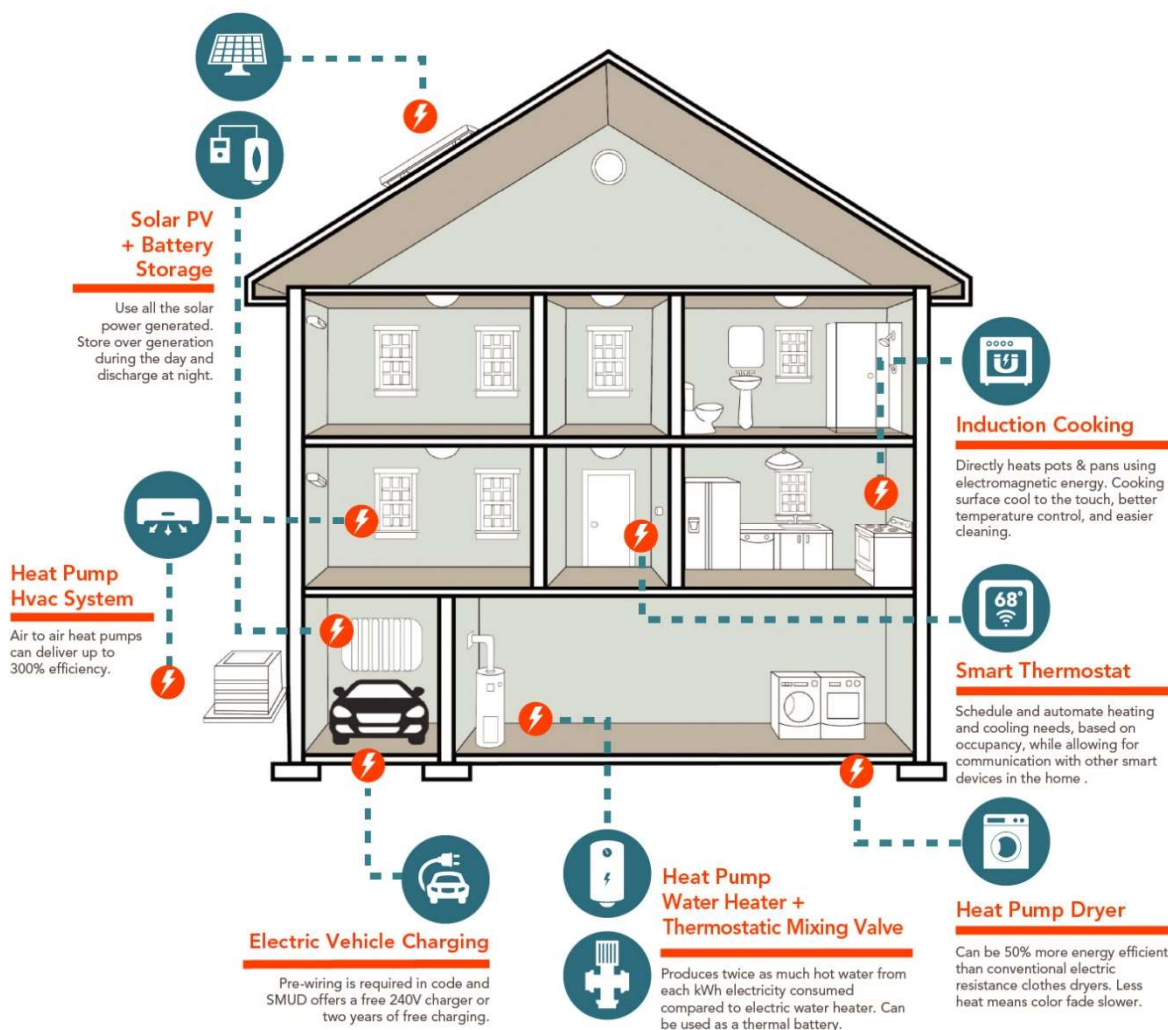 Solar PV
+ Battery
Storage
Use all the solar
power generated.
Store over generation
during the day and
discharge at night.
Heat Pump
Hvac System
Air to air heat pumps
can deliver up to
300% efficiency.
Induction Cooking
Directly heats pots & pans using
electromagnetic energy. Cooking
surface cool to the touch, better
temperature control, and easier
cleaning.
68°
Smart Thermostat
Schedule and automate heating
and cooling needs, based on
occupancy, while allowing for
communication with other smart
devices in the home .
Electric Vehicle Charging
Pre-wiring is required in code and
SMUD offers a free 240V charger or
two years of free charging.
Heat Pump
Water Heater +
Thermostatic Mixing Valve
Produces twice as much hot water from
each kWh electricity consumed
compared to electric water heater. Can
be used as a thermal battery.
Heat Pump Dryer
Can be 50% more energy efficient
than conventional electric
resistance clothes dryers. Less
heat means color fade slower.